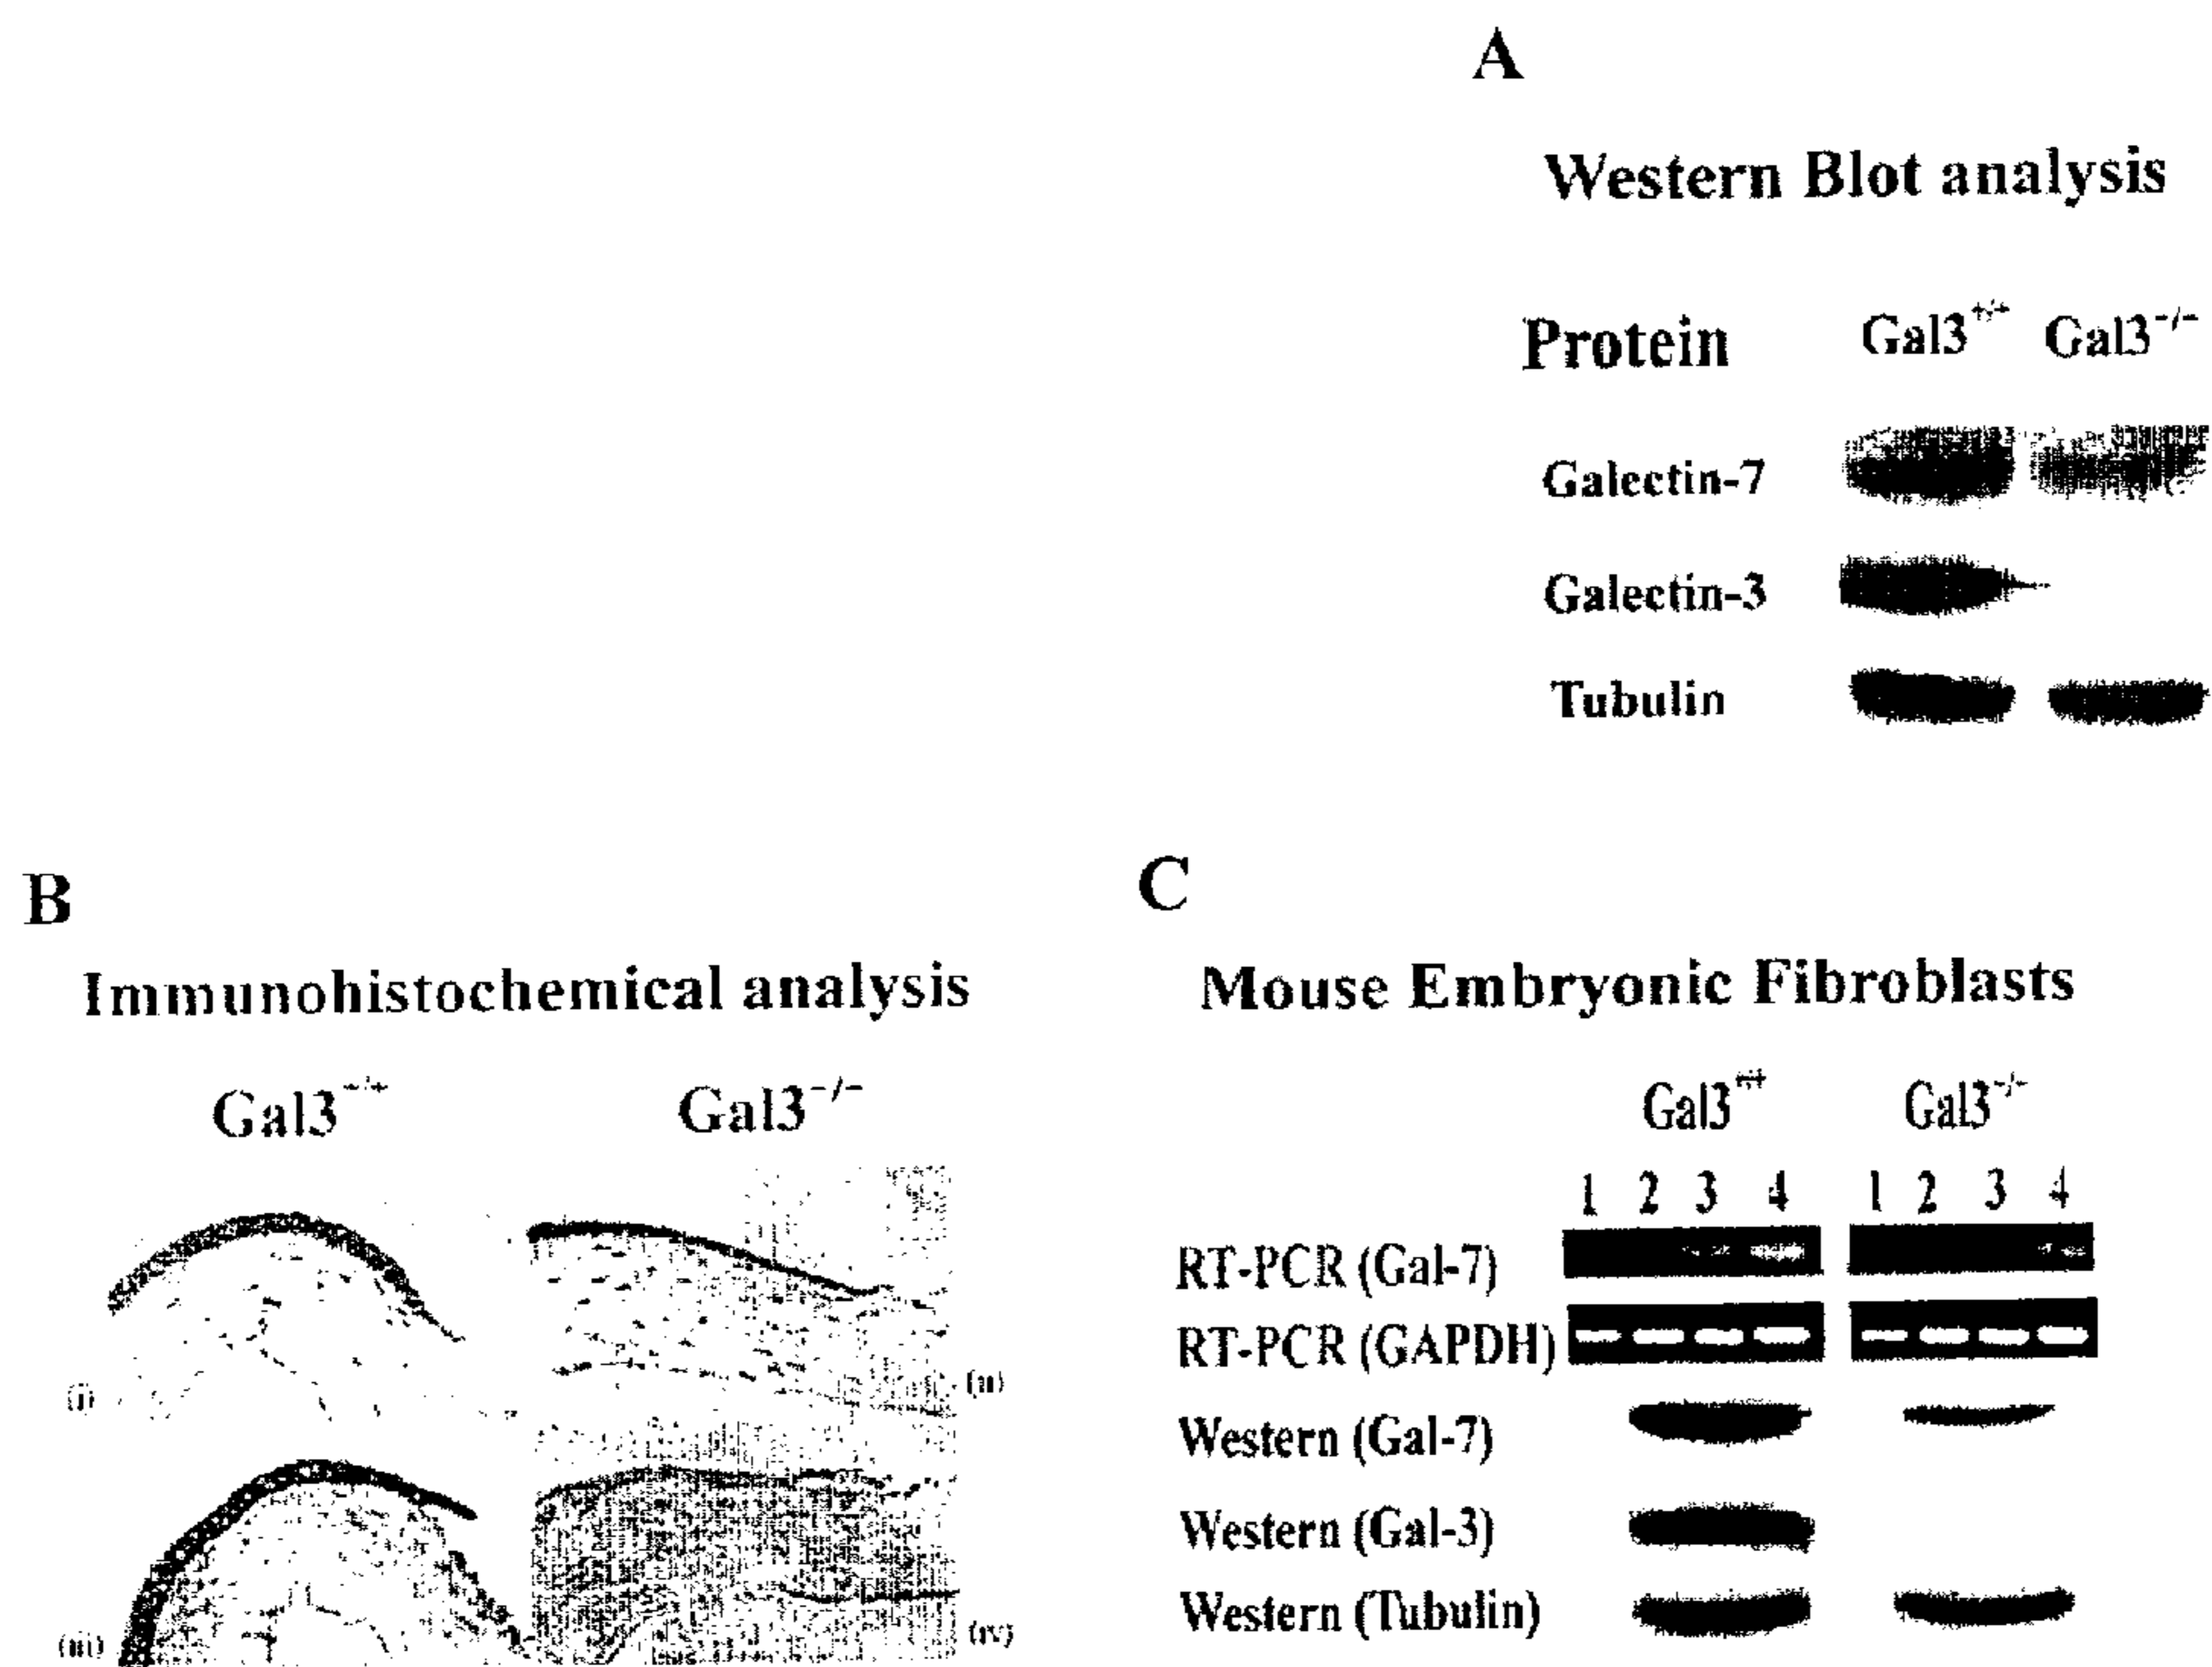 A
Western Blot analysis
Protein Gal3+/+ Gal3-/-
Galectin-7
Galectin-3
Tubulin
B
Immunohistochemical analysis
Gal3+/+ Gal3-/-
(i) (ii)
(iii) (iv)
C
Mouse Embryonic Fibroblasts
Gal3+/+ Gal3-/-
1 2 3 4 1 2 3 4
RT-PCR (Gal-7)
RT-PCR (GAPDH)
Western (Gal-7)
Western (Gal-3)
Western (Tubulin)